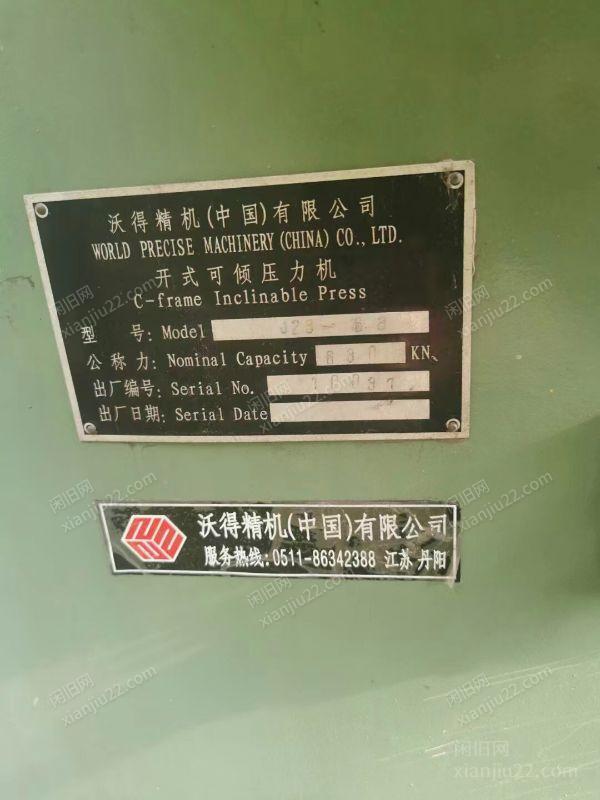 沃得精机(中国)有限公司
WORLD PRECISE MACHINERY (CHINA) CO., LTD.
开式可倾压力机
C-frame Inclinable Press
型 号: Model J23-63
公称力: Nominal Capacity 630 KN、
出厂编号: Serial No.
出厂日期: Serial Date
沃得精机(中国)有限公司
服务热线:0511-86342388 江苏 丹阳
闲旧网
xianjiu22.com